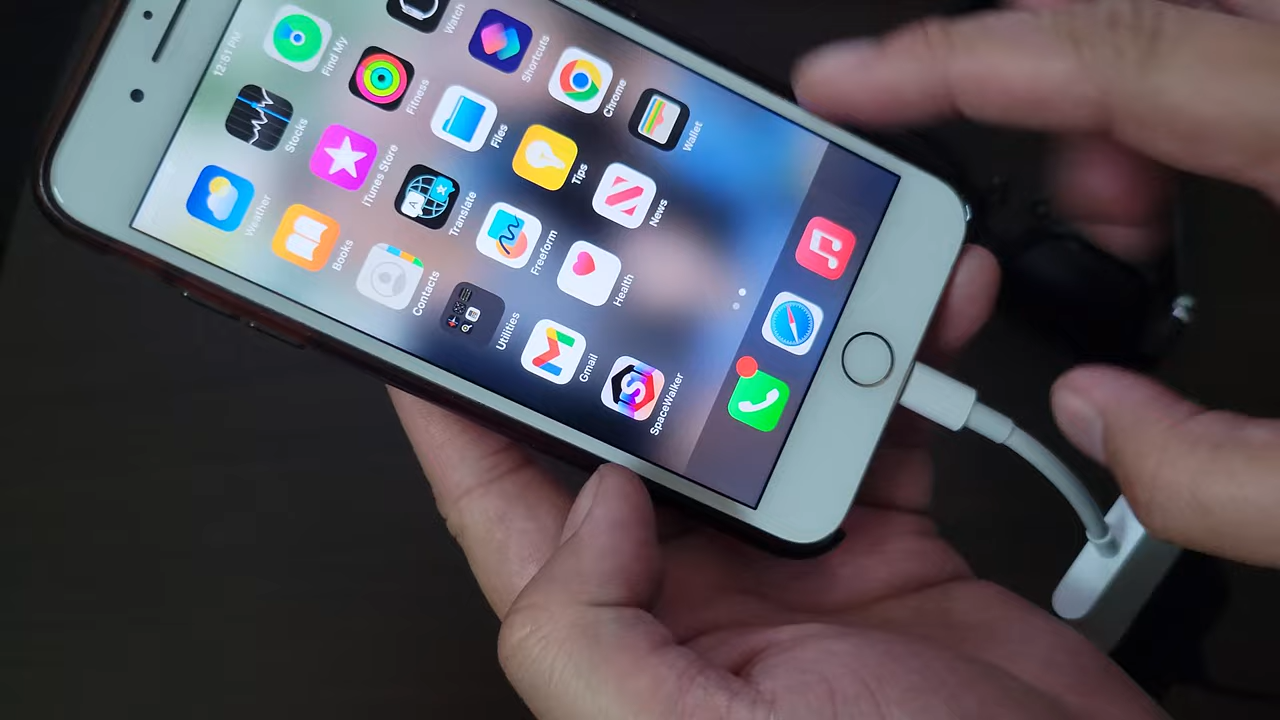 12:51 PM
Weather Stocks Find My
Books iTunes Store Fitness Watch
Contacts Translate Files Shortcuts
Utilities Freeform Tips Chrome
Gmail Health News Wallet
SpaceWalker